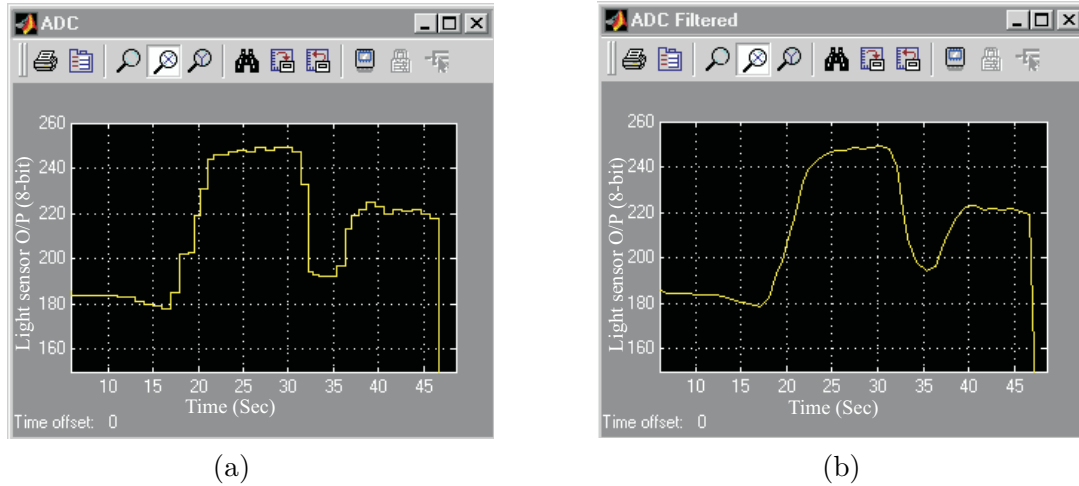 ADC
260
240
220
200
180
160
Light sensor O/P (8-bit)
10 15 20 25 30 35 40 45
Time (Sec)
Time offset: 0
(a)
ADC Filtered
260
240
220
200
180
160
Light sensor O/P (8-bit)
10 15 20 25 30 35 40 45
Time (Sec)
Time offset: 0
(b)